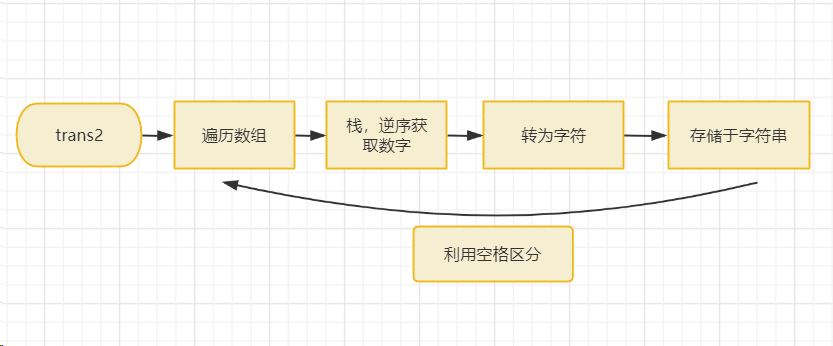 trans2
遍历数组
栈，逆序获
取数字
转为字符
存储于字符串
利用空格区分